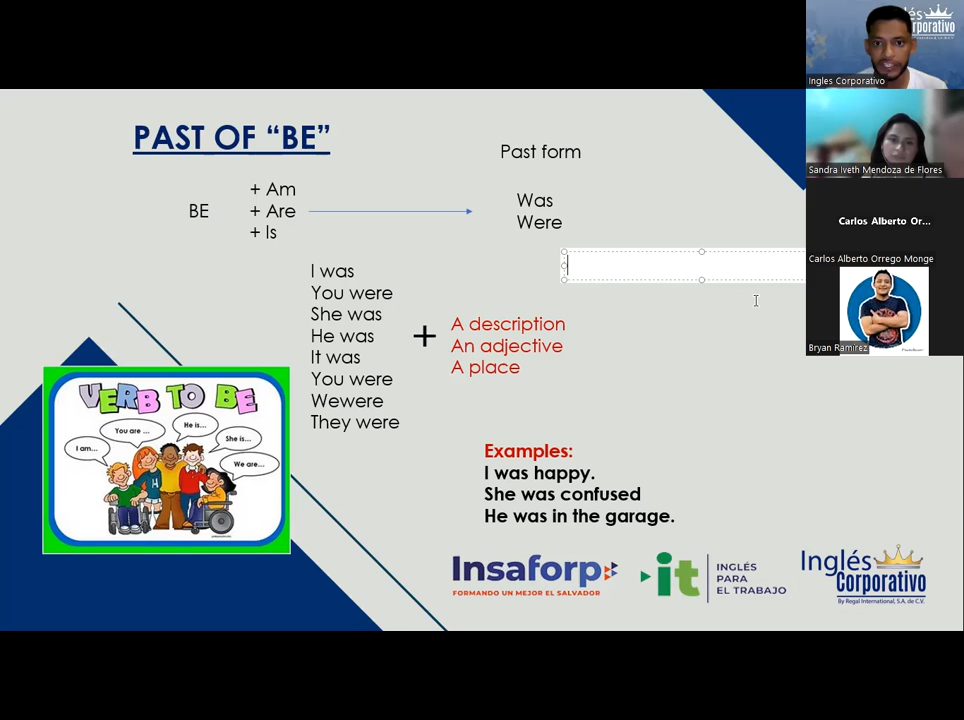 PAST OF “BE”
Past form
+ Am
BE
+ Are
+ Is
Was
Were
I was
You were
She was
He was
It was
You were
Wewere
They were
+
A description
An adjective
A place
Examples:
I was happy.
She was confused
He was in the garage.
VERB TO BE
I am...
You are ...
He is...
She is...
We are...
H
Insaforp
FORMANDO UN MEJOR EL SALVADOR
it
INGLÉS
PARA
EL TRABAJO
Inglés
Corporativo
By Regal International, S.A. de C.V.
Ingles Corporativo
Sandra Iveth Mendoza de Flores
Carlos Alberto Or...
Carlos Alberto Orrego Monge
Bryan Ramirez